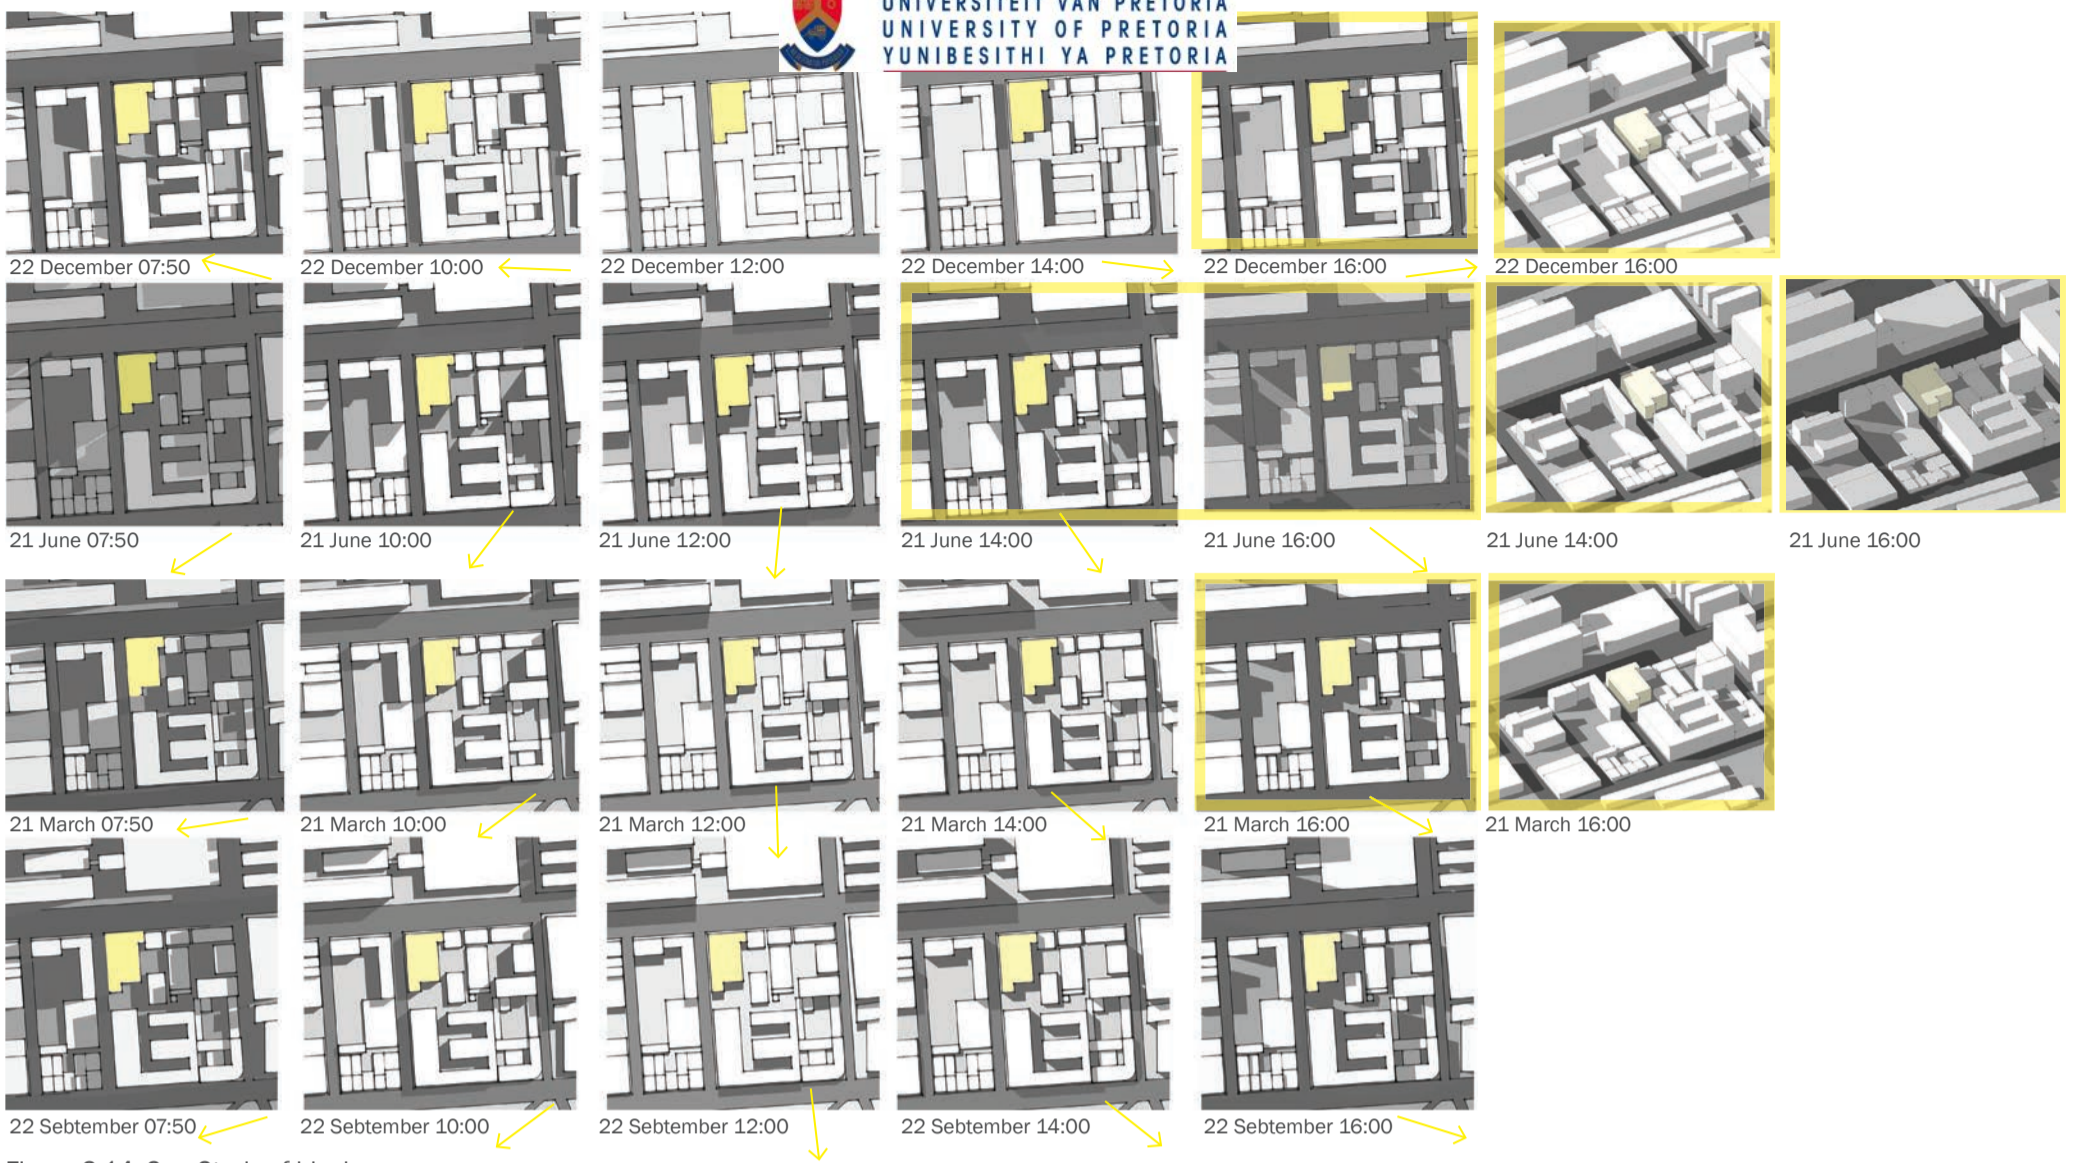 UNIVERSITEIT VAN PRETORIA
UNIVERSITY OF PRETORIA
YUNIBESITHI YA PRETORIA
22 December 07:50
22 December 10:00
22 December 12:00
22 December 14:00
22 December 16:00
22 December 16:00
21 June 07:50
21 June 10:00
21 June 12:00
21 June 14:00
21 June 16:00
21 June 14:00
21 June 16:00
21 March 07:50
21 March 10:00
21 March 12:00
21 March 14:00
21 March 16:00
21 March 16:00
22 Sebtember 07:50
22 Sebtember 10:00
22 Sebtember 12:00
22 Sebtember 14:00
22 Sebtember 16:00